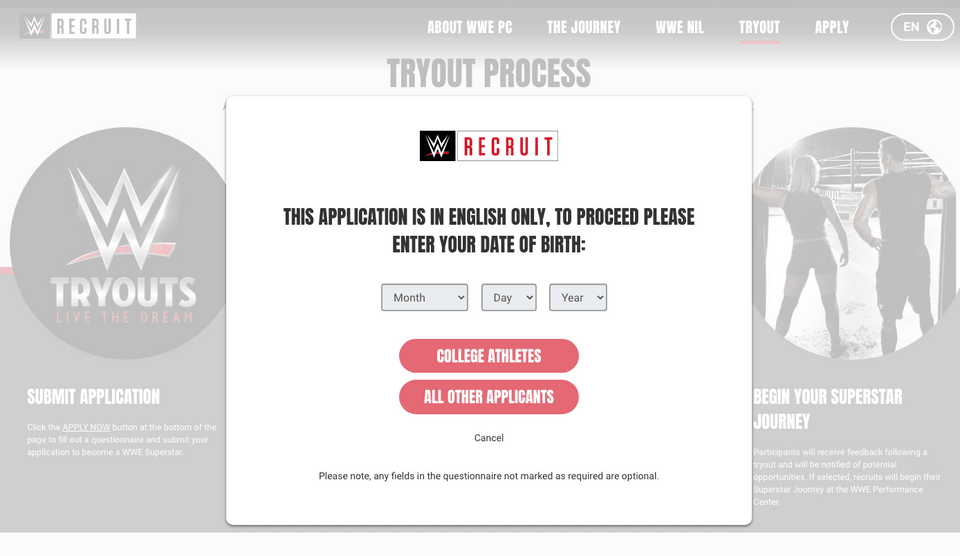 W RECRUIT
ABOUT WWE PC THE JOURNEY WWE NIL TRYOUT APPLY EN
TRYOUT PROCESS
W RECRUIT
THIS APPLICATION IS IN ENGLISH ONLY, TO PROCEED PLEASE
ENTER YOUR DATE OF BIRTH:
Month Day Year
COLLEGE ATHLETES
ALL OTHER APPLICANTS
Cancel
Please note, any fields in the questionnaire not marked as required are optional.
W
TRYOUTS
LIVE THE DREAM
SUBMIT APPLICATION
Click the APPLY NOW button at the bottom of the
page to fill out a questionnaire and submit your
application to become a WWE Superstar.
BEGIN YOUR SUPERSTAR
JOURNEY
Participants will receive feedback following a
tryout and will be notified of potential
opportunities. If selected, recruits will begin their
Superstar Journey at the WWE Performance
Center.